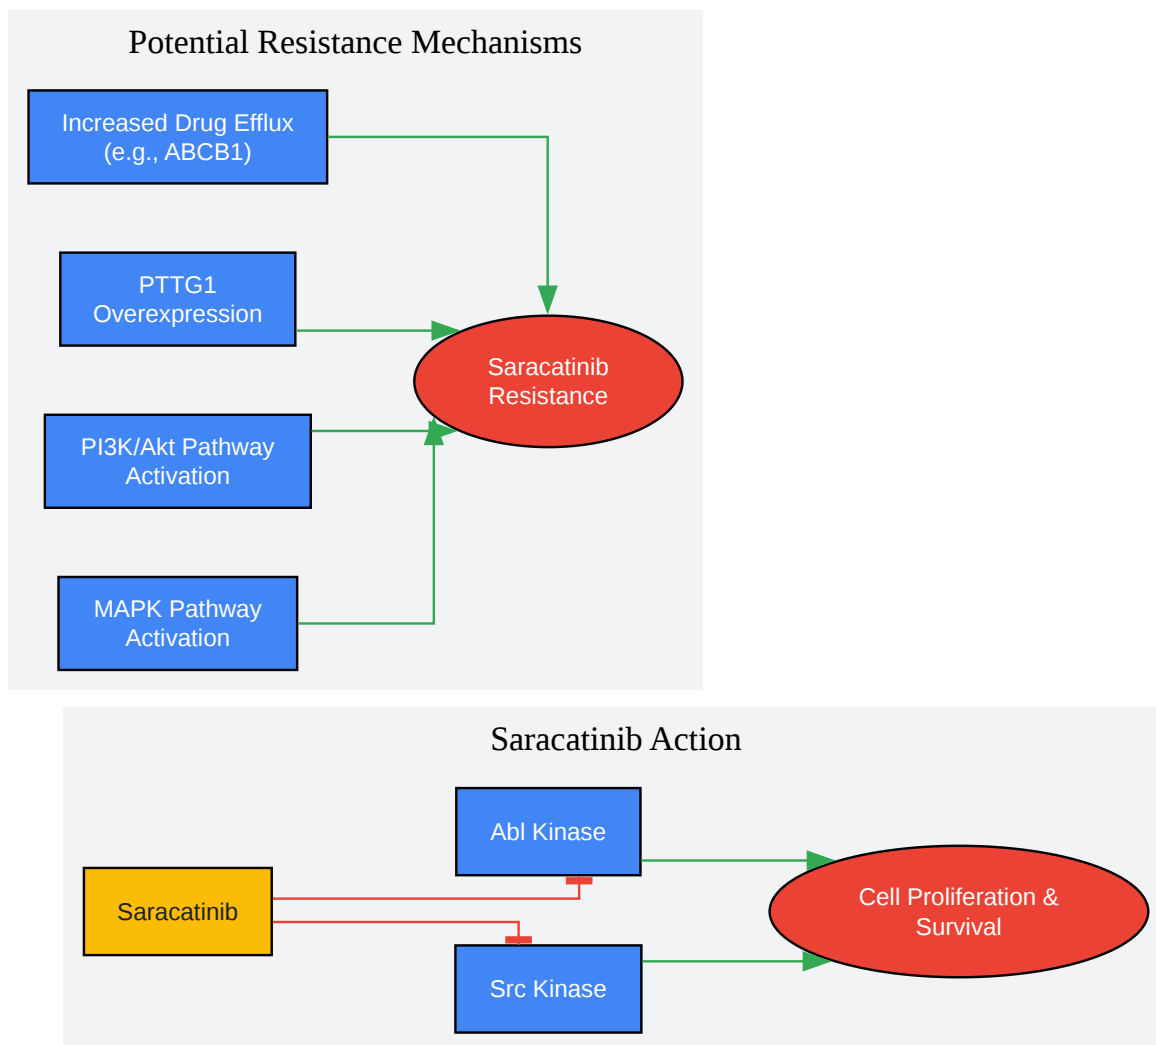 Potential Resistance Mechanisms
Increased Drug Efflux
(e.g., ABCB1)
PTTG1
Overexpression
Saracatinib
Resistance
PI3K/Akt Pathway
Activation
MAPK Pathway
Activation
Saracatinib Action
Abl Kinase
Saracatinib
Cell Proliferation &
Survival
Src Kinase